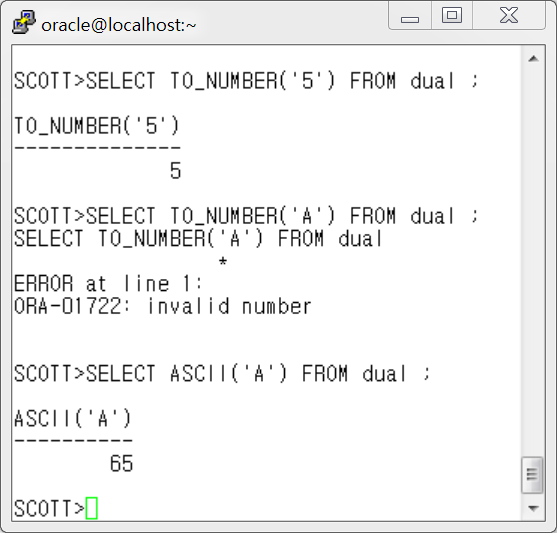 oracle@localhost:~
SCOTT>SELECT TO_NUMBER('5') FROM dual ;
TO_NUMBER('5')
--------------
5
SCOTT>SELECT TO_NUMBER('A') FROM dual ;
SELECT TO_NUMBER('A') FROM dual
*
ERROR at line 1:
ORA-01722: invalid number
SCOTT>SELECT ASCII('A') FROM dual ;
ASCII('A')
----------
65
SCOTT>